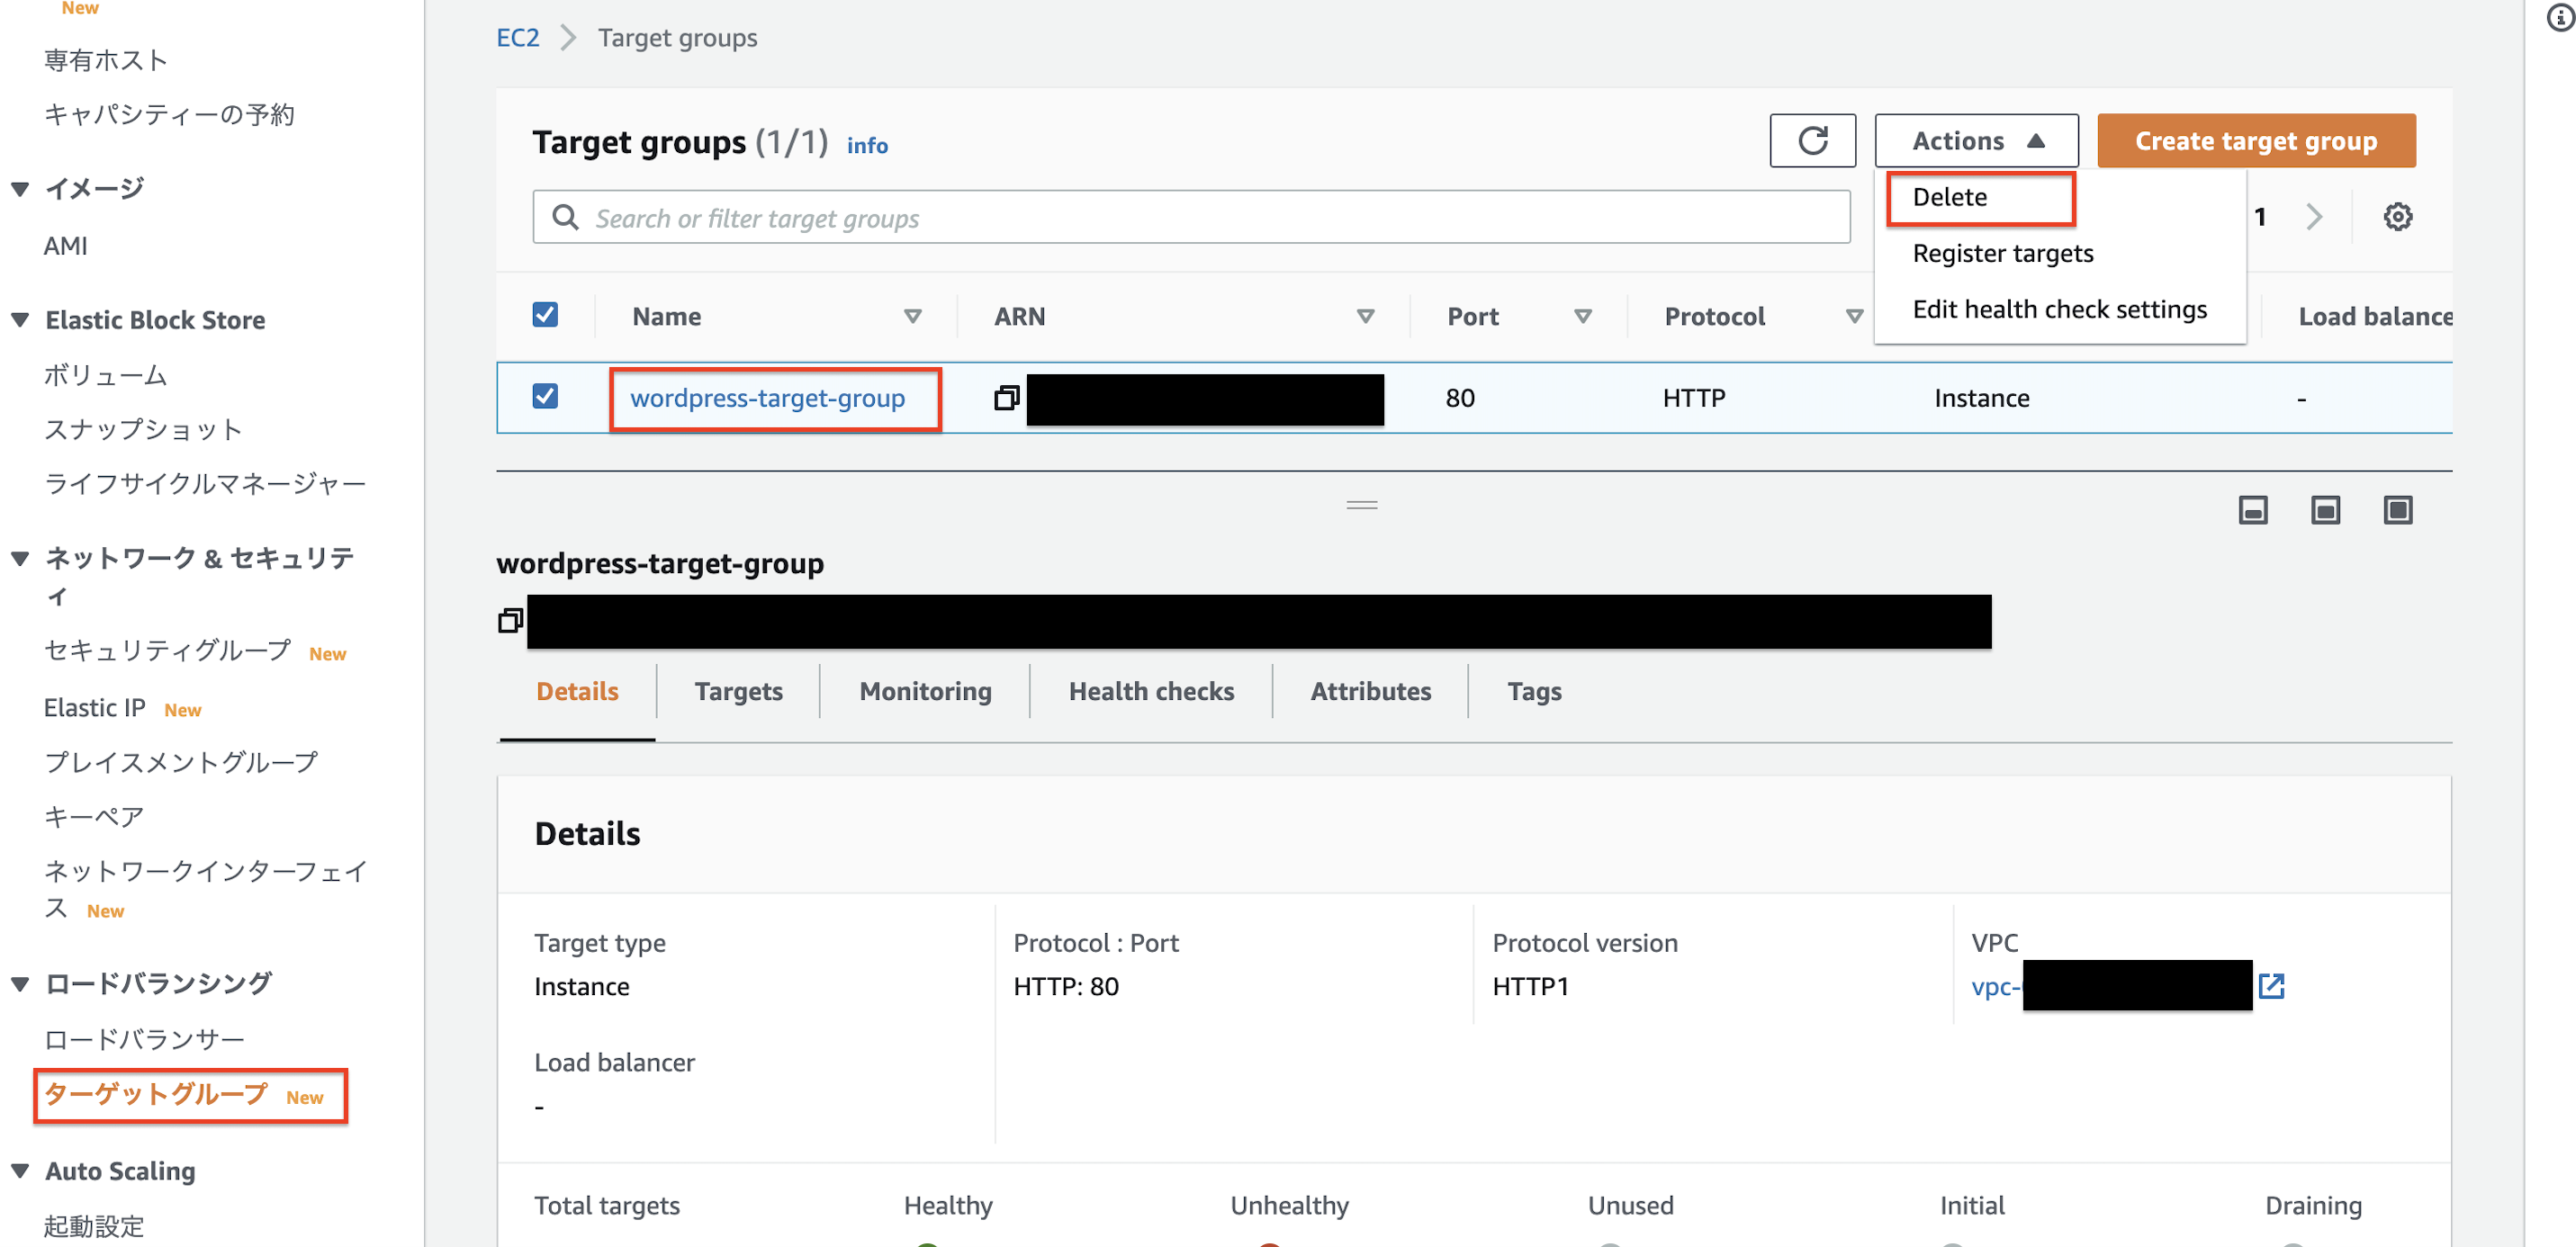 New
専有ホスト
キャパシティーの予約
イメージ
AMI
Elastic Block Store
ボリューム
スナップショット
ライフサイクルマネージャー
ネットワーク & セキュリテ
ィ
セキュリティグループ New
Elastic IP New
プレイスメントグループ
キーペア
ネットワークインターフェイ
ス New
ロードバランシング
ロードバランサー
ターゲットグループ New
Auto Scaling
起動設定
EC2 Target groups
Target groups (1/1) info
Actions
Create target group
Search or filter target groups
Delete
Register targets
Edit health check settings
1
Name ARN Port Protocol Load balance
wordpress-target-group 80 HTTP Instance -
wordpress-target-group
Details Targets Monitoring Health checks Attributes Tags
Details
Target type Protocol : Port Protocol version VPC
Instance HTTP: 80 HTTP1 vpc-
Load balancer
-
Total targets Healthy Unhealthy Unused Initial Draining